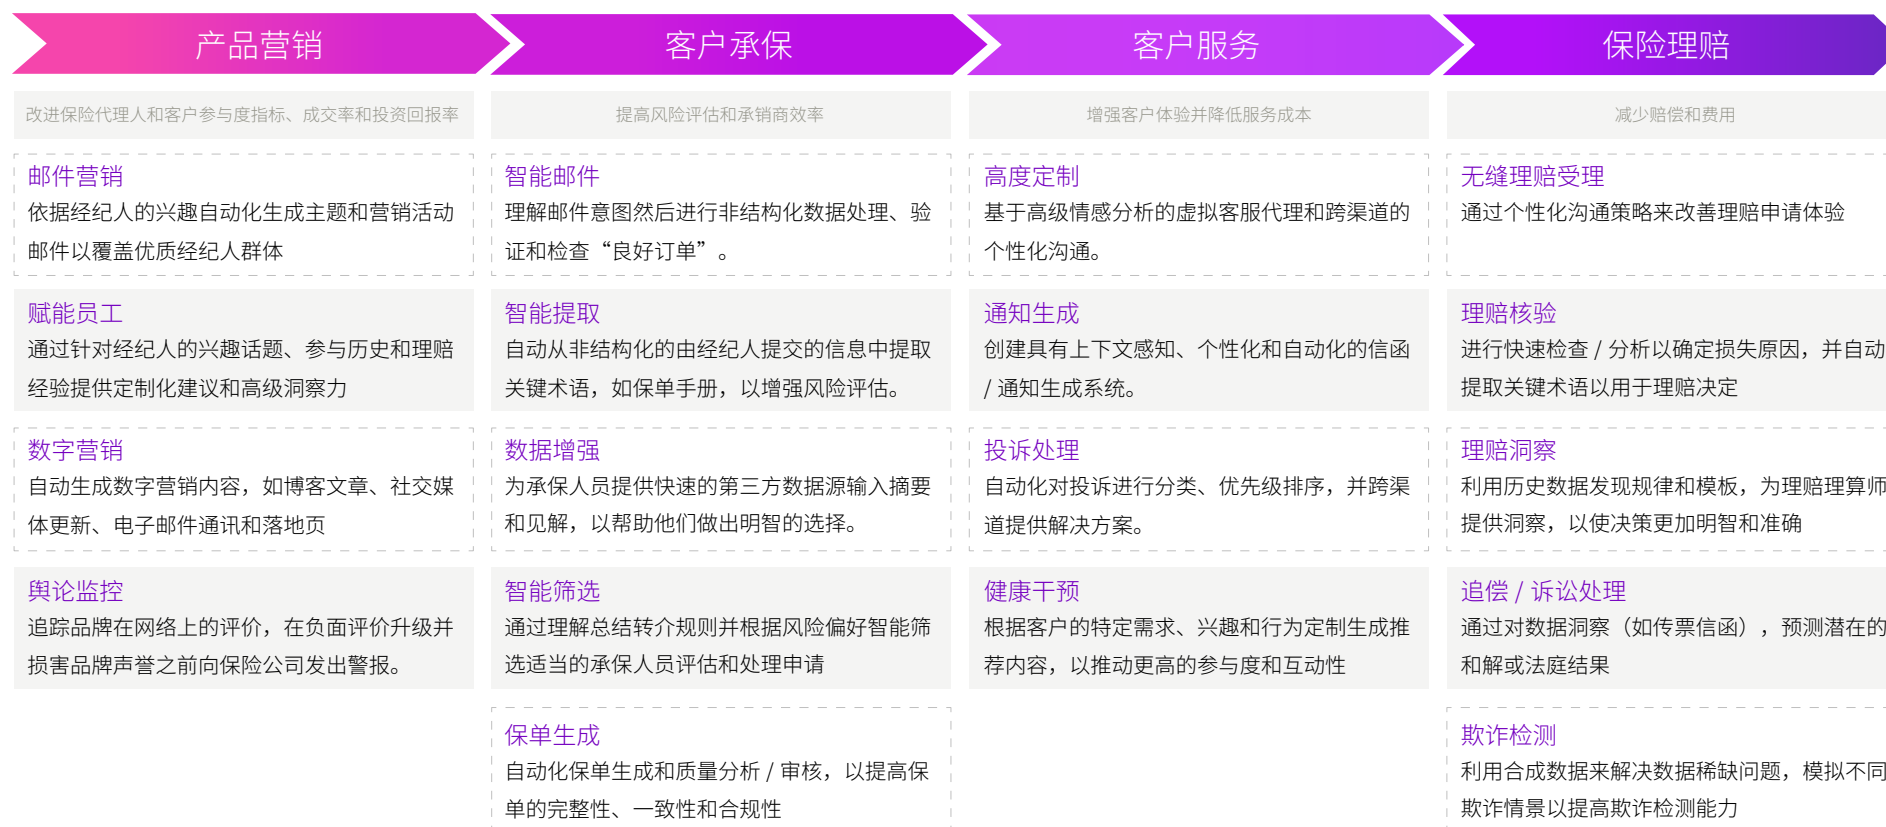 产品营销
客户承保
客户服务
保险理赔
改进保险代理人和客户参与度指标、成交率和投资回报率
提高风险评估和承销商效率
增强客户体验并降低服务成本
减少赔偿和费用
邮件营销
依据经纪人的兴趣自动化生成主题和营销活动
邮件以覆盖优质经纪人群体
赋能员工
通过针对经纪人的兴趣话题、参与历史和理赔
经验提供定制化建议和高级洞察力
数字营销
自动生成数字营销内容，如博客文章、社交媒
体更新、电子邮件通讯和落地页
舆论监控
追踪品牌在网络上的评价，在负面评价升级并
损害品牌声誉之前向保险公司发出警报。
智能邮件
理解邮件意图然后进行非结构化数据处理、验
证和检查“良好订单”。
智能提取
自动从非结构化的由经纪人提交的信息中提取
关键术语，如保单手册，以增强风险评估。
数据增强
为承保人员提供快速的第三方数据源输入摘要
和见解，以帮助他们做出明智的选择。
智能筛选
通过理解总结转介规则并根据风险偏好智能筛
选适当的承保人员评估和处理申请
保单生成
自动化保单生成和质量分析 / 审核，以提高保
单的完整性、一致性和合规性
高度定制
基于高级情感分析的虚拟客服代理和跨渠道的
个性化沟通。
通知生成
创建具有上下文感知、个性化和自动化的信函
/ 通知生成系统。
投诉处理
自动化对投诉进行分类、优先级排序，并跨渠
道提供解决方案。
健康干预
根据客户的特定需求、兴趣和行为定制生成推
荐内容，以推动更高的参与度和互动性
无缝理赔受理
通过个性化沟通策略来改善理赔申请体验
理赔核验
进行快速检查 / 分析以确定损失原因，并自动
提取关键术语以用于理赔决定
理赔洞察
利用历史数据发现规律和模板，为理赔理算师
提供洞察，以使决策更加明智和准确
追偿 / 诉讼处理
通过对数据洞察（如传票信函），预测潜在的
和解或法庭结果
欺诈检测
利用合成数据来解决数据稀缺问题，模拟不同
欺诈情景以提高欺诈检测能力